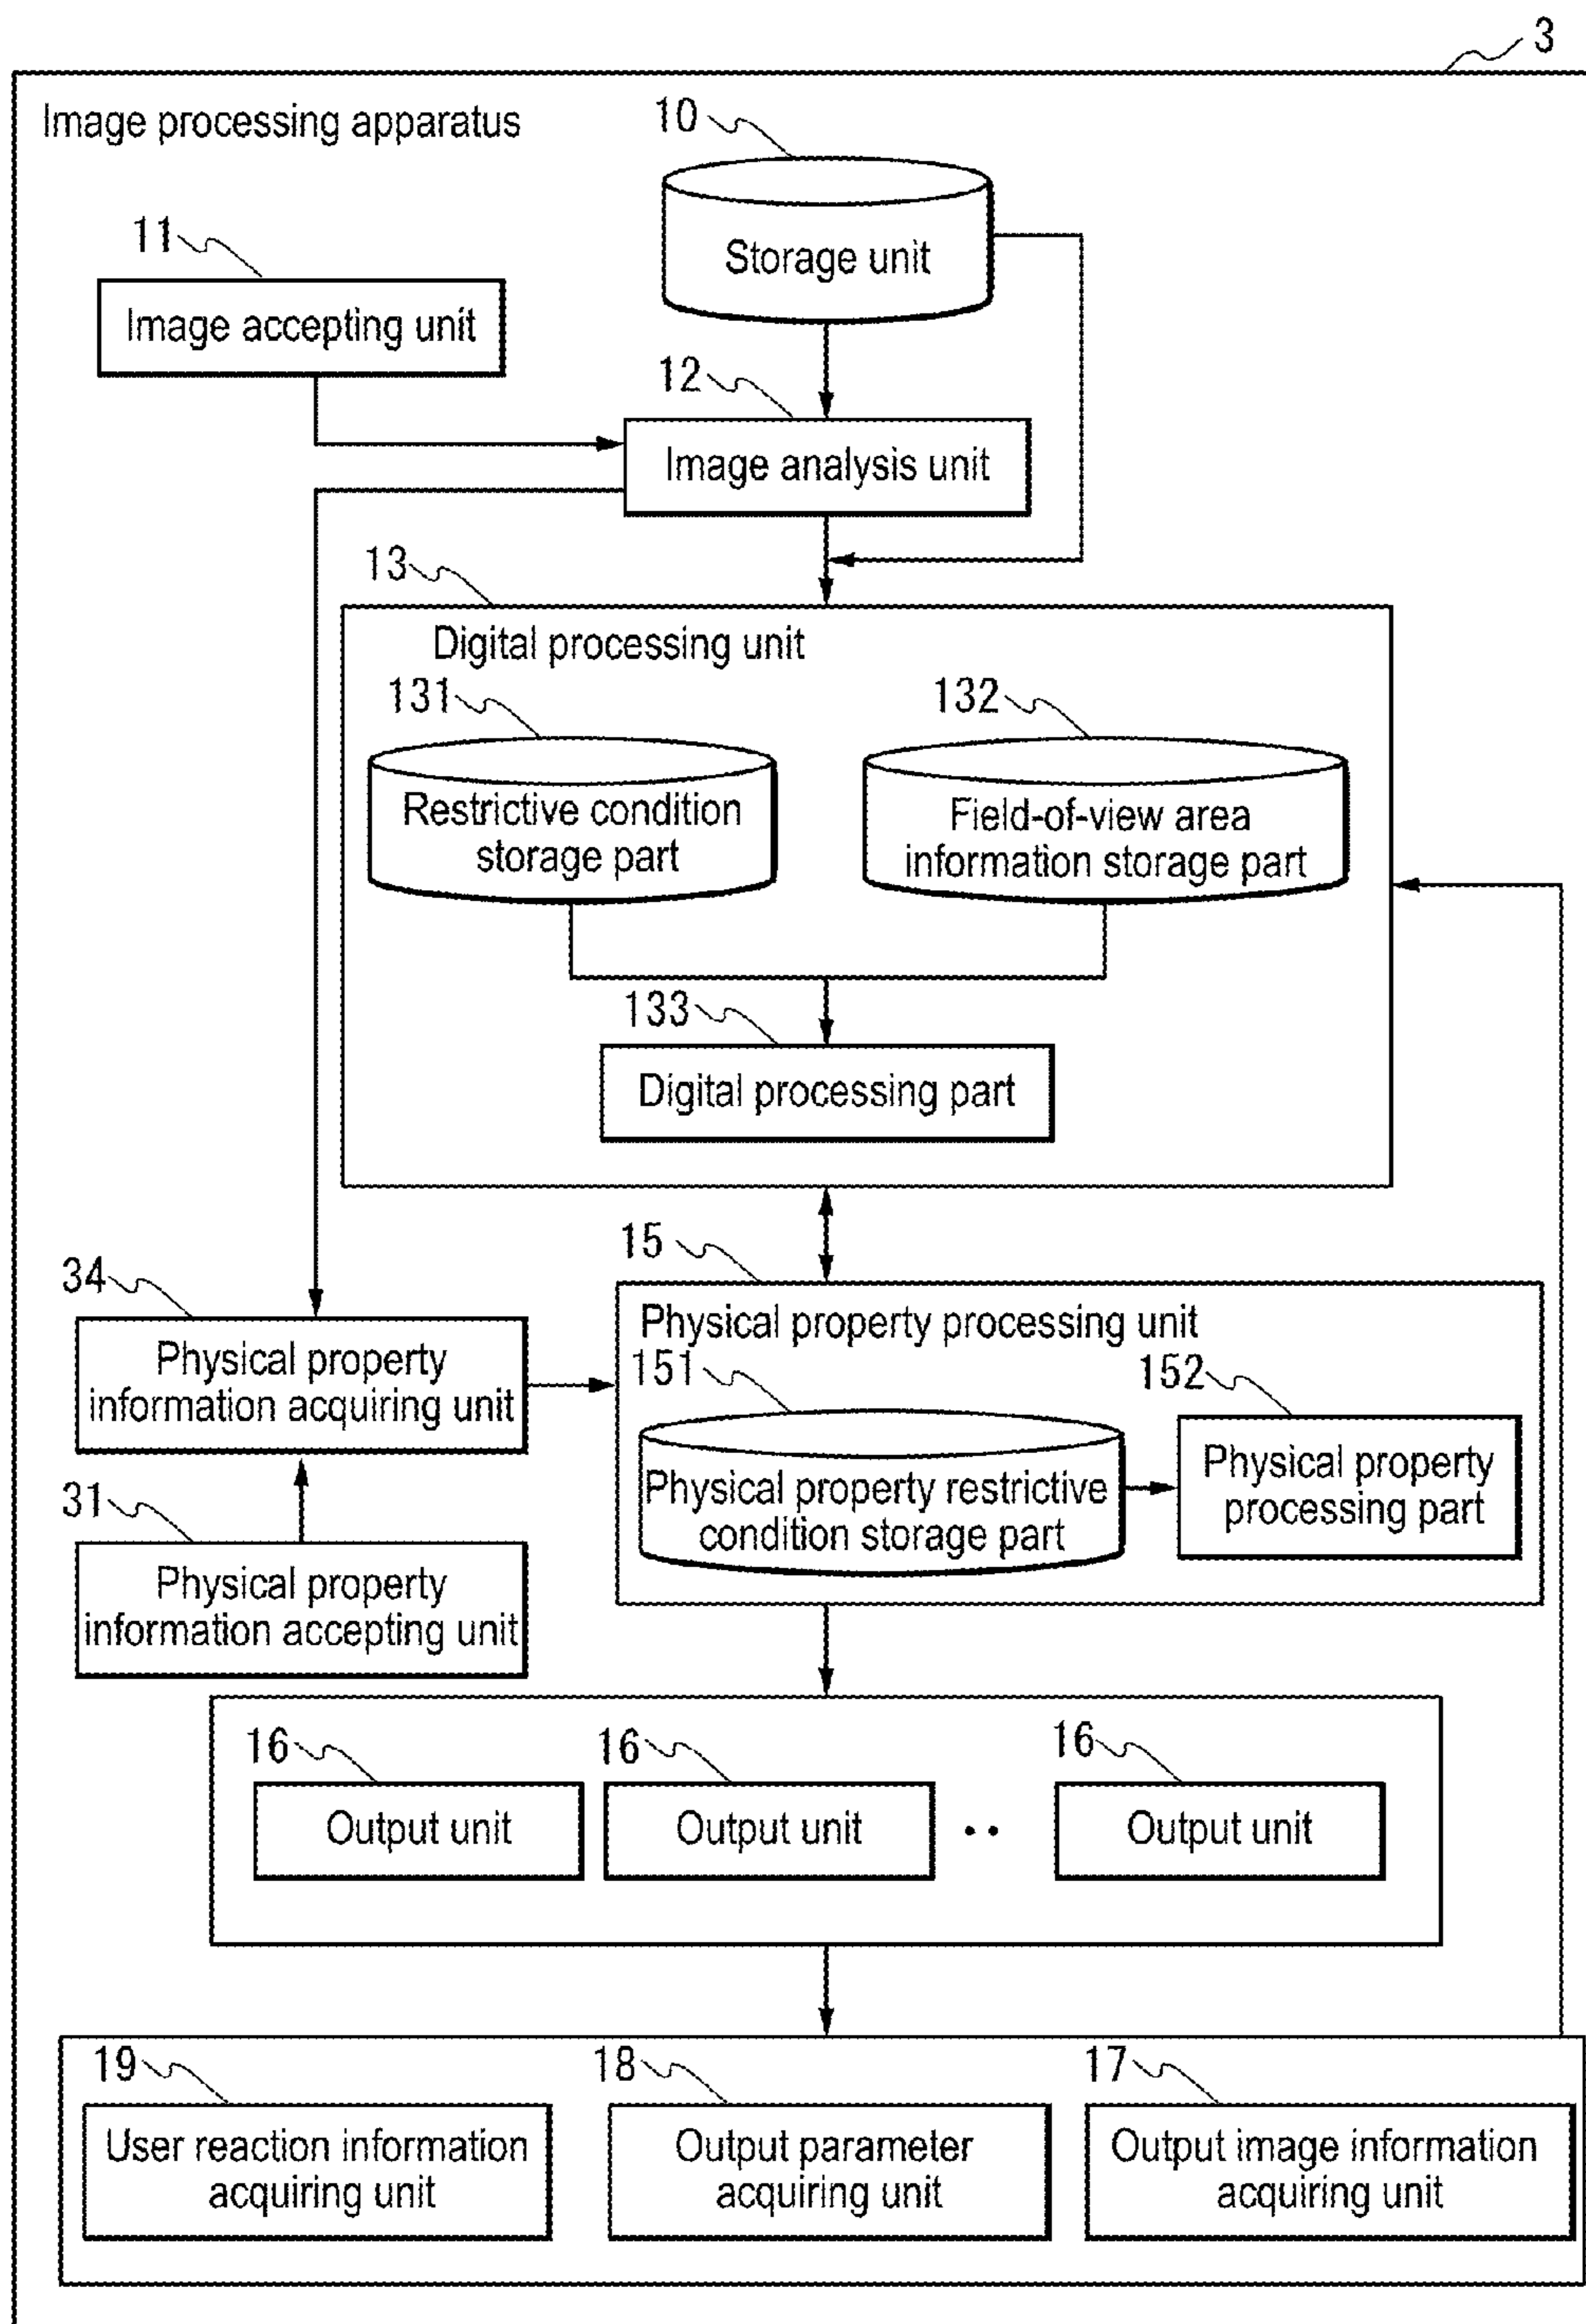 3
Image processing apparatus
10
Storage unit
11
Image accepting unit
12
Image analysis unit
13
Digital processing unit
131
Restrictive condition
storage part
132
Field-of-view area
information storage part
133
Digital processing part
34
Physical property
information acquiring unit
31
Physical property
information accepting unit
15
Physical property processing unit
151
Physical property restrictive
condition storage part
152
Physical property
processing part
16
Output unit
16
Output unit
··
16
Output unit
19
User reaction information
acquiring unit
18
Output parameter
acquiring unit
17
Output image information
acquiring unit